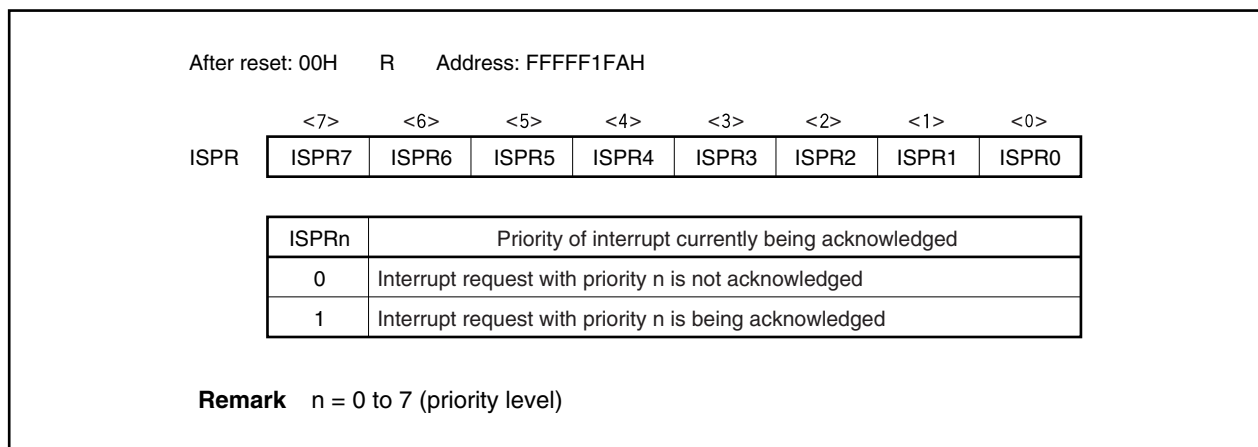 After reset: 00H R Address: FFFFF1FAH
<7> <6> <5> <4> <3> <2> <1> <0>
ISPR ISPR7 ISPR6 ISPR5 ISPR4 ISPR3 ISPR2 ISPR1 ISPR0
ISPRn Priority of interrupt currently being acknowledged
0 Interrupt request with priority n is not acknowledged
1 Interrupt request with priority n is being acknowledged
Remark n = 0 to 7 (priority level)